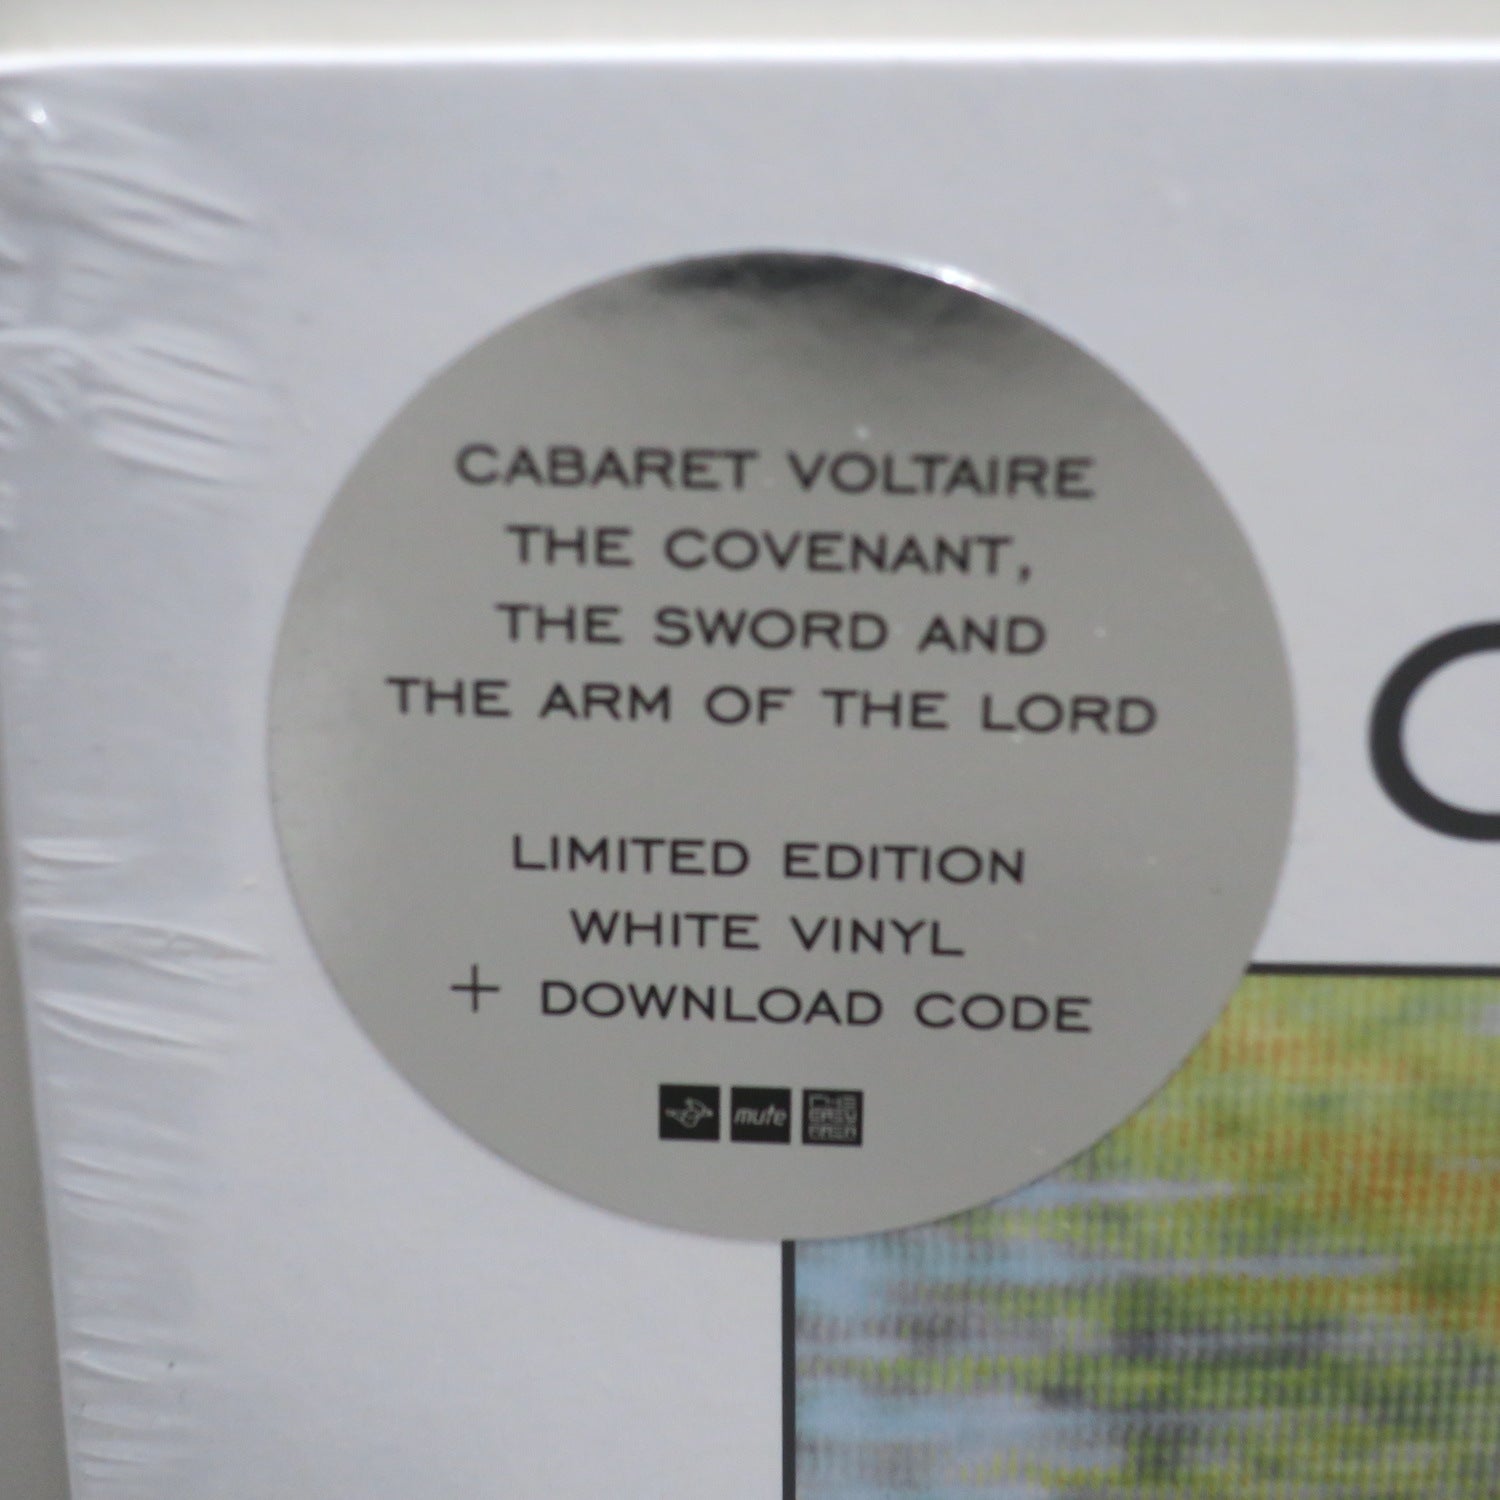 CABARET VOLTAIRE
THE COVENANT,
THE SWORD AND
THE ARM OF THE LORD
LIMITED EDITION
WHITE VINYL
+ DOWNLOAD CODE
mute